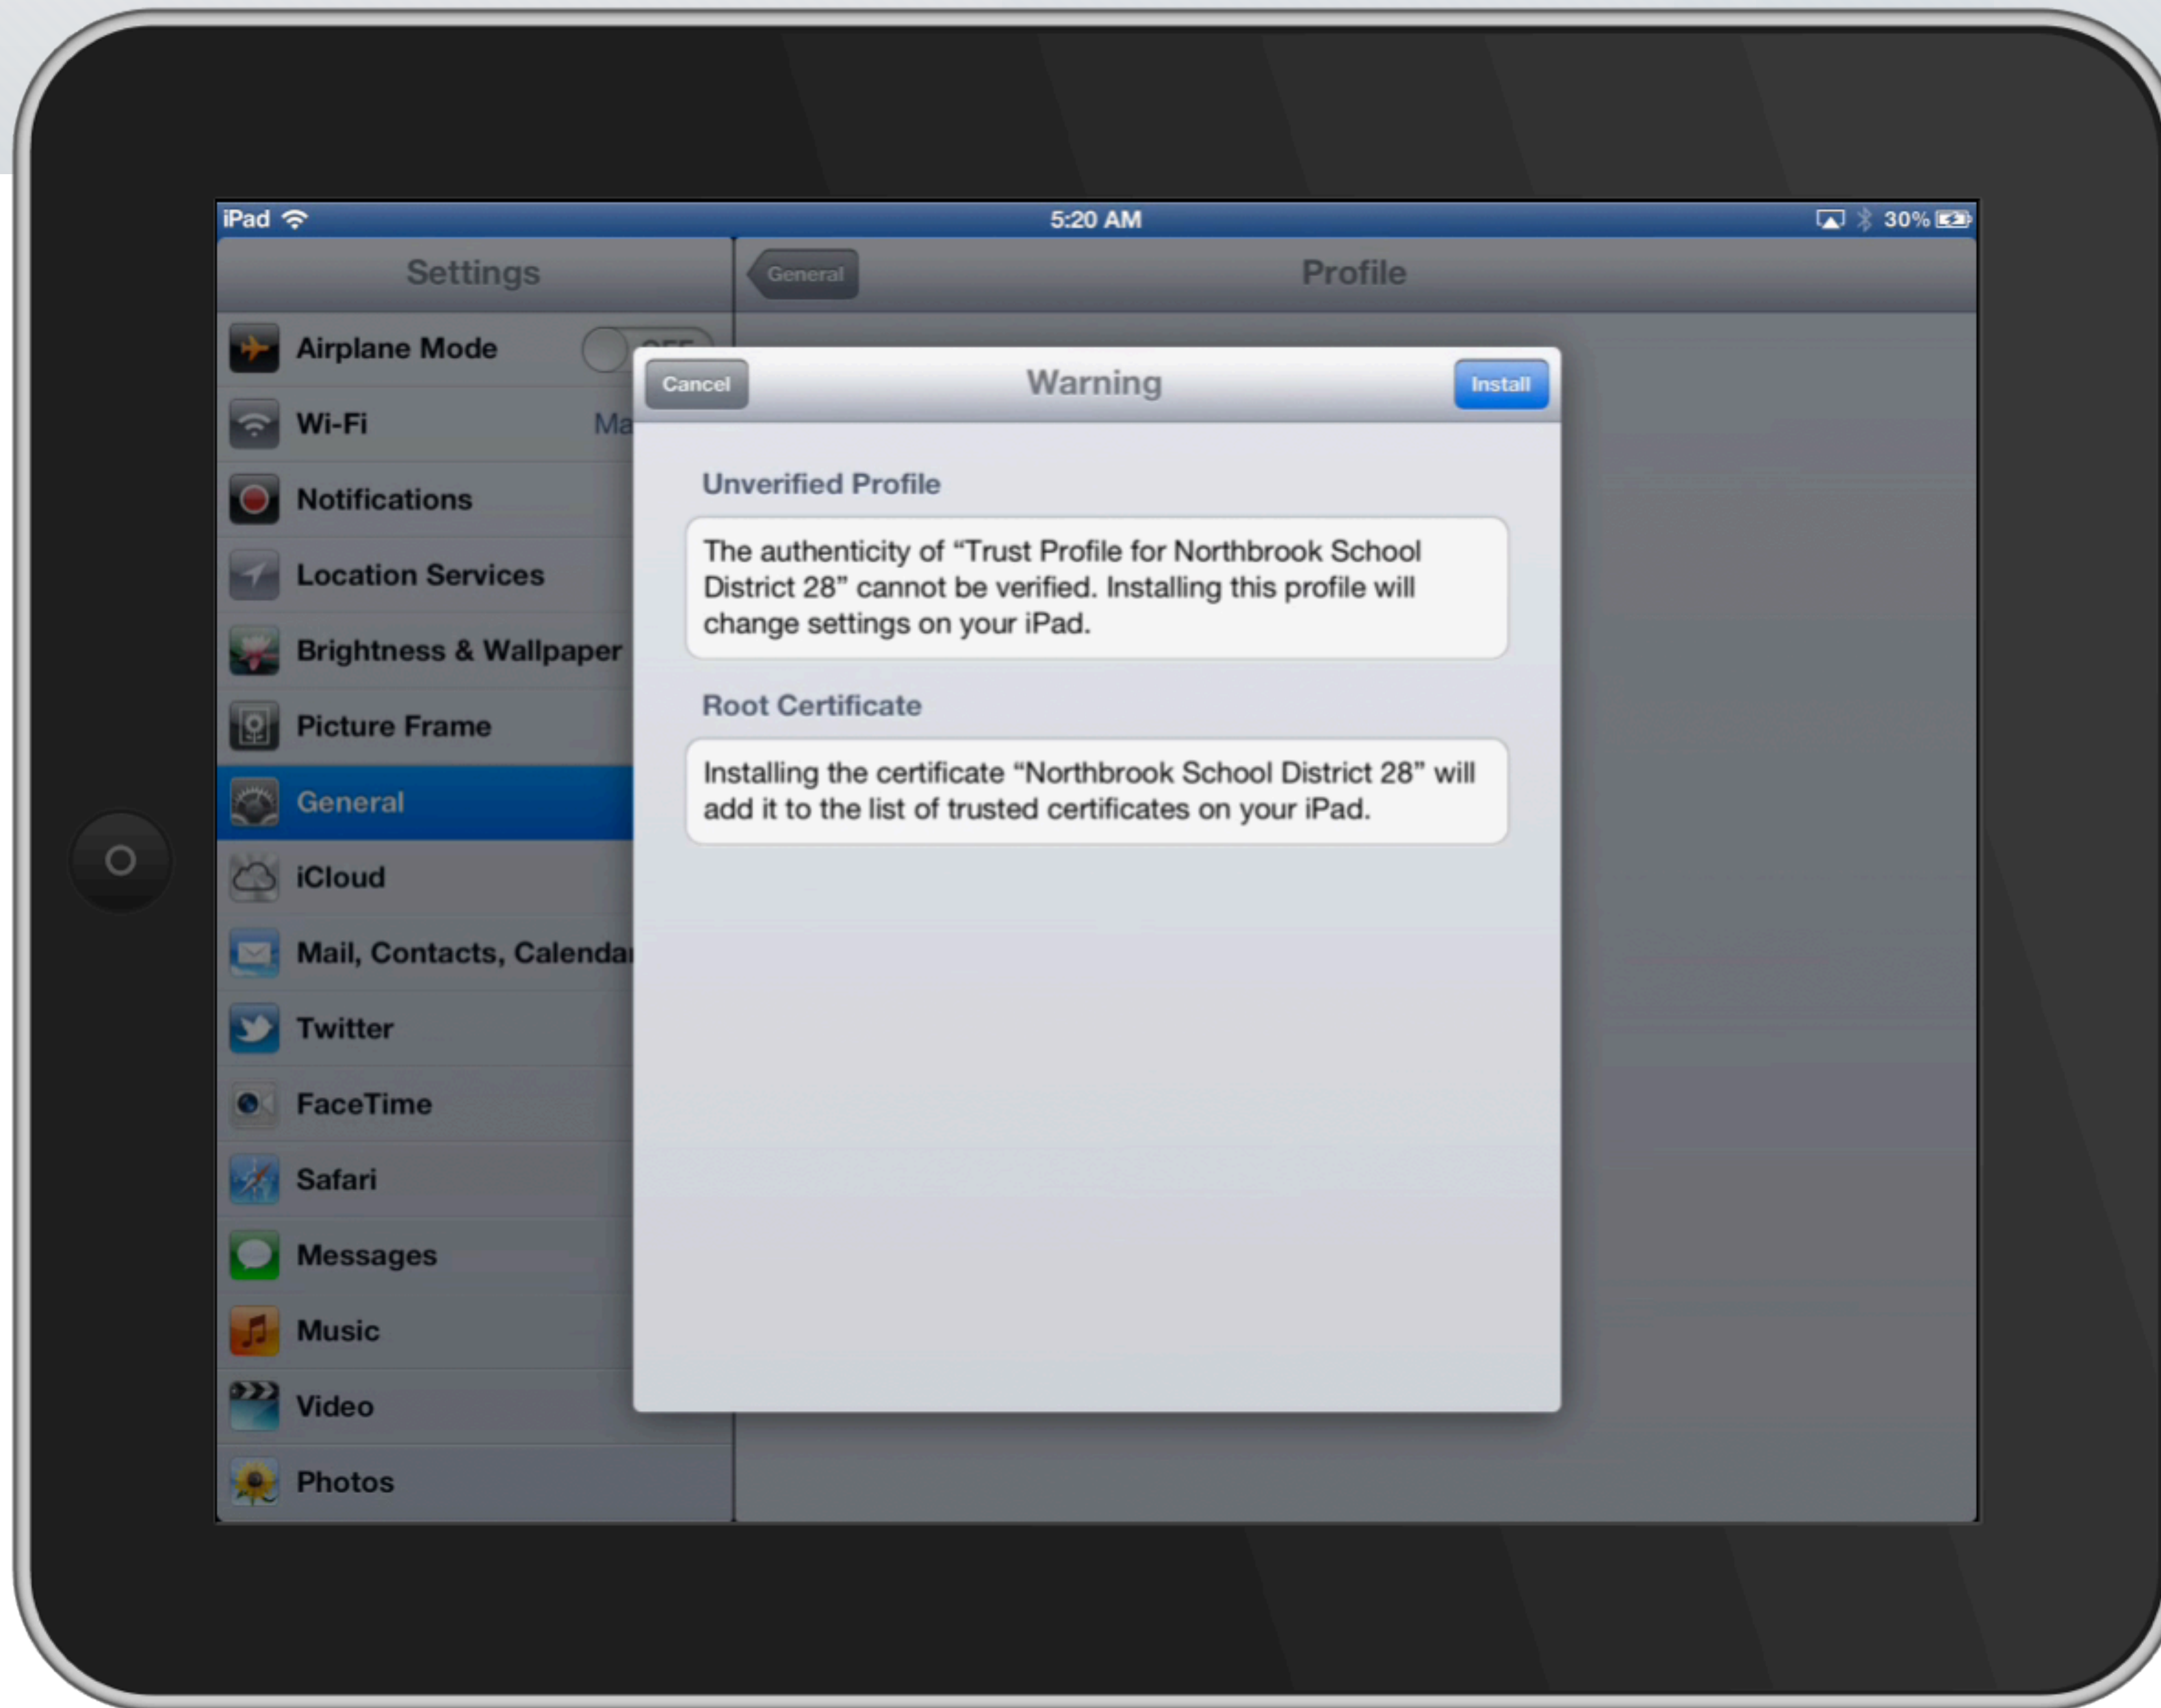 iPad
5:20 AM
30%
Settings
General
Profile
Airplane Mode
OFF
Wi-Fi
Notifications
Location Services
Brightness & Wallpaper
Picture Frame
General
iCloud
Mail, Contacts, Calendar
Twitter
FaceTime
Safari
Messages
Music
Video
Photos
Cancel
Warning
Install
Unverified Profile
The authenticity of “Trust Profile for Northbrook School
District 28” cannot be verified. Installing this profile will
change settings on your iPad.
Root Certificate
Installing the certificate “Northbrook School District 28” will
add it to the list of trusted certificates on your iPad.